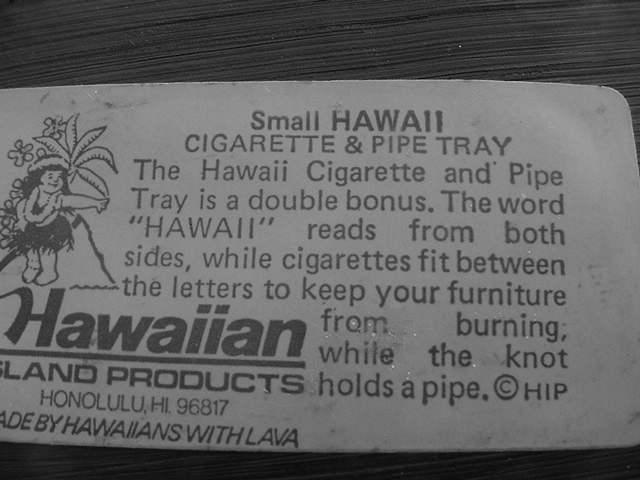 Small HAWAII
CIGARETTE & PIPE TRAY
The Hawaii Cigarette and Pipe
Tray is a double bonus. The word
"HAWAII" reads from both
sides, while cigarettes fit between
the letters to keep your furniture
from burning,
while the knot
holds a pipe. © HIP
Hawaiian
SLAND PRODUCTS
HONOLULU, HI. 96817
ADE BY HAWAIIANS WITH LAVA